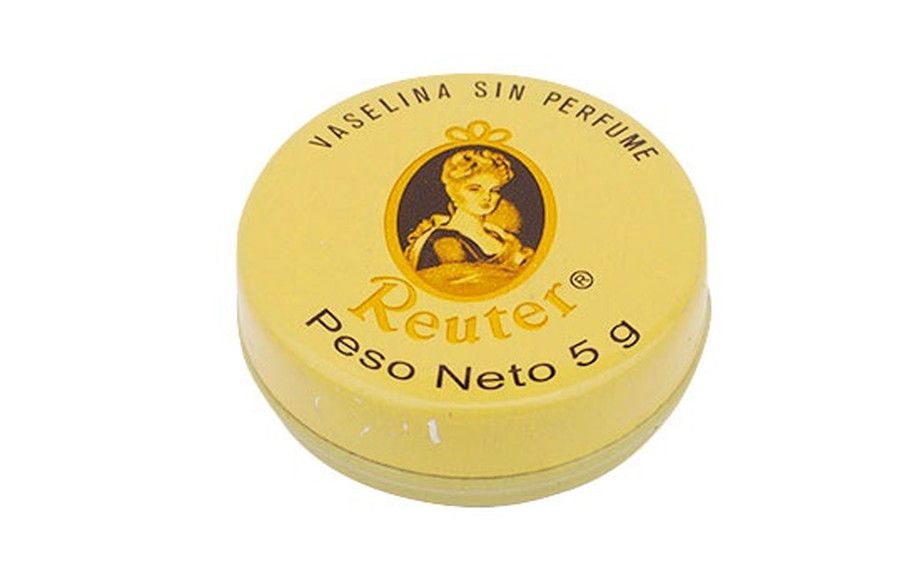 VASELINA SIN PERFUME
Reuter®
Peso Neto 5 g